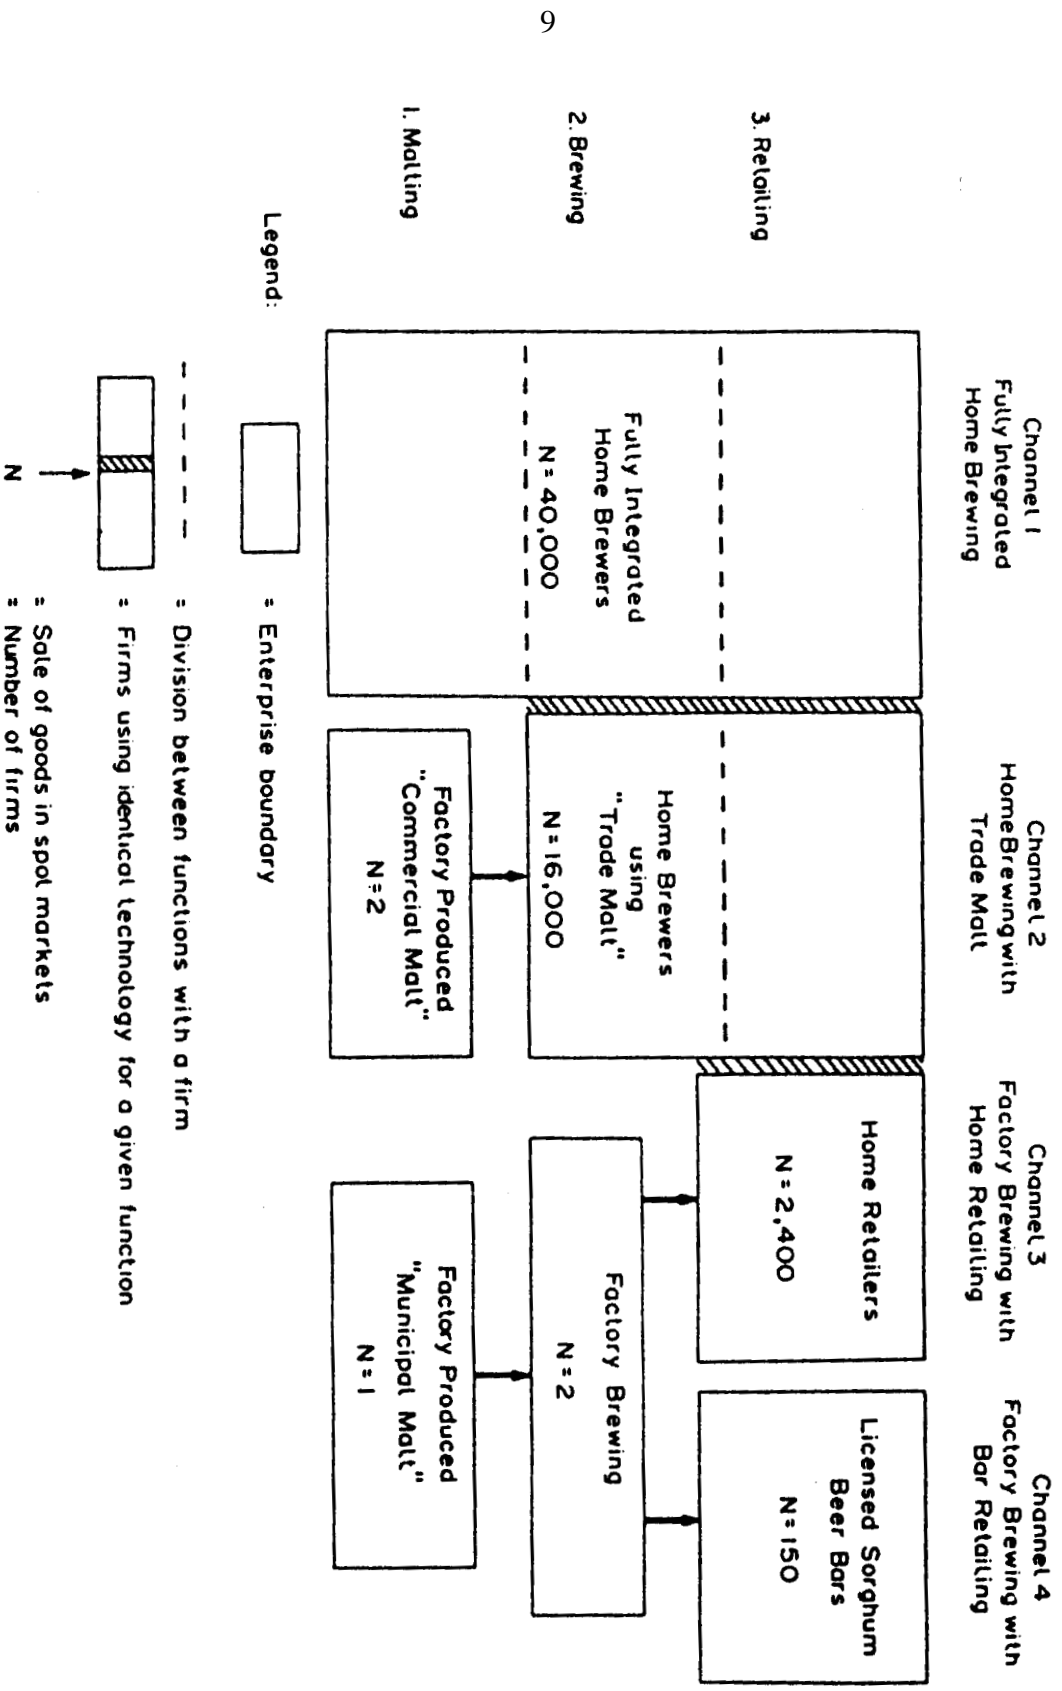 9
Channel 1
Fully Integrated
Home Brewing
Channel 2
Home Brewing with
Trade Malt
Channel 3
Factory Brewing with
Home Retailing
Channel 4
Factory Brewing with
Bar Retailing
3. Retailing
2. Brewing
1. Malting
Fully Integrated
Home Brewers
N = 40,000
Home Brewers
using
"Trade Malt"
N = 16,000
Factory Produced
"Commercial Malt"
N = 2
Home Retailers
N = 2,400
Licensed Sorghum
Beer Bars
N = 150
Factory Brewing
N = 2
Factory Produced
"Municipal Malt"
N = 1
Legend:
= Enterprise boundary
= Division between functions with a firm
= Firms using identical technology for a given function
= Sale of goods in spot markets
N = Number of firms